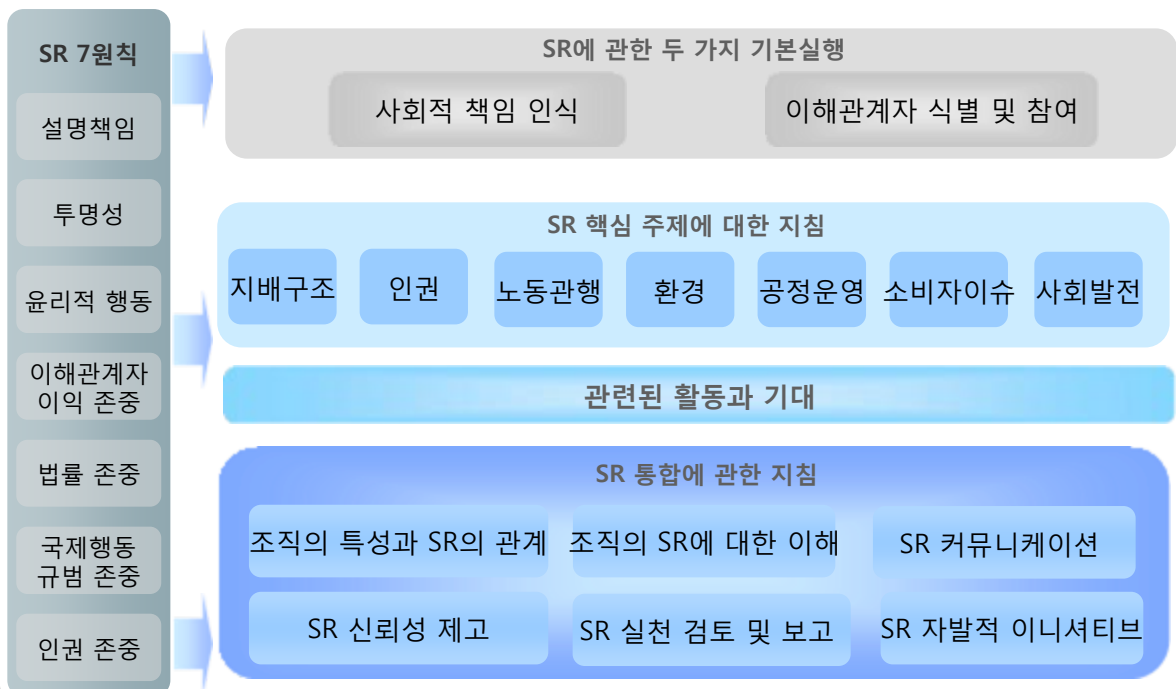 SR 7원칙
설명책임
투명성
윤리적 행동
이해관계자
이익 존중
법률 존중
국제행동
규범 존중
인권 존중
SR에 관한 두 가지 기본실행
사회적 책임 인식
이해관계자 식별 및 참여
SR 핵심 주제에 대한 지침
지배구조
인권
노동관행
환경
공정운영
소비자이슈
사회발전
관련된 활동과 기대
SR 통합에 관한 지침
조직의 특성과 SR의 관계
조직의 SR에 대한 이해
SR 커뮤니케이션
SR 신뢰성 제고
SR 실천 검토 및 보고
SR 자발적 이니셔티브